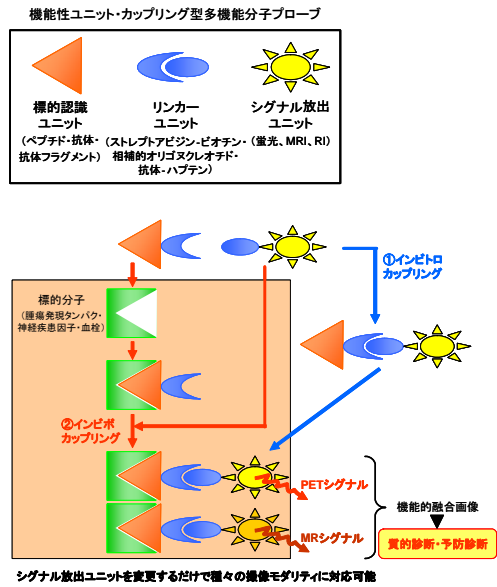 機能性ユニット・カップリング型多機能分子プローブ
標的認識
ユニット
(ペプチド・抗体・
抗体フラグメント)
リンカー
ユニット
(ストレプトアビジン-ビオチン・
相補的オリゴヌクレオチド・
抗体-ハプテン)
シグナル放出
ユニット
(蛍光、MRI、RI)
①インビトロ
カップリング
標的分子
(腫瘍発現タンパク・
神経疾患因子・血栓)
②インビボ
カップリング
PETシグナル
MRシグナル
機能的融合画像
質的診断・予防診断
シグナル放出ユニットを変更するだけで種々の撮像モダリティに対応可能